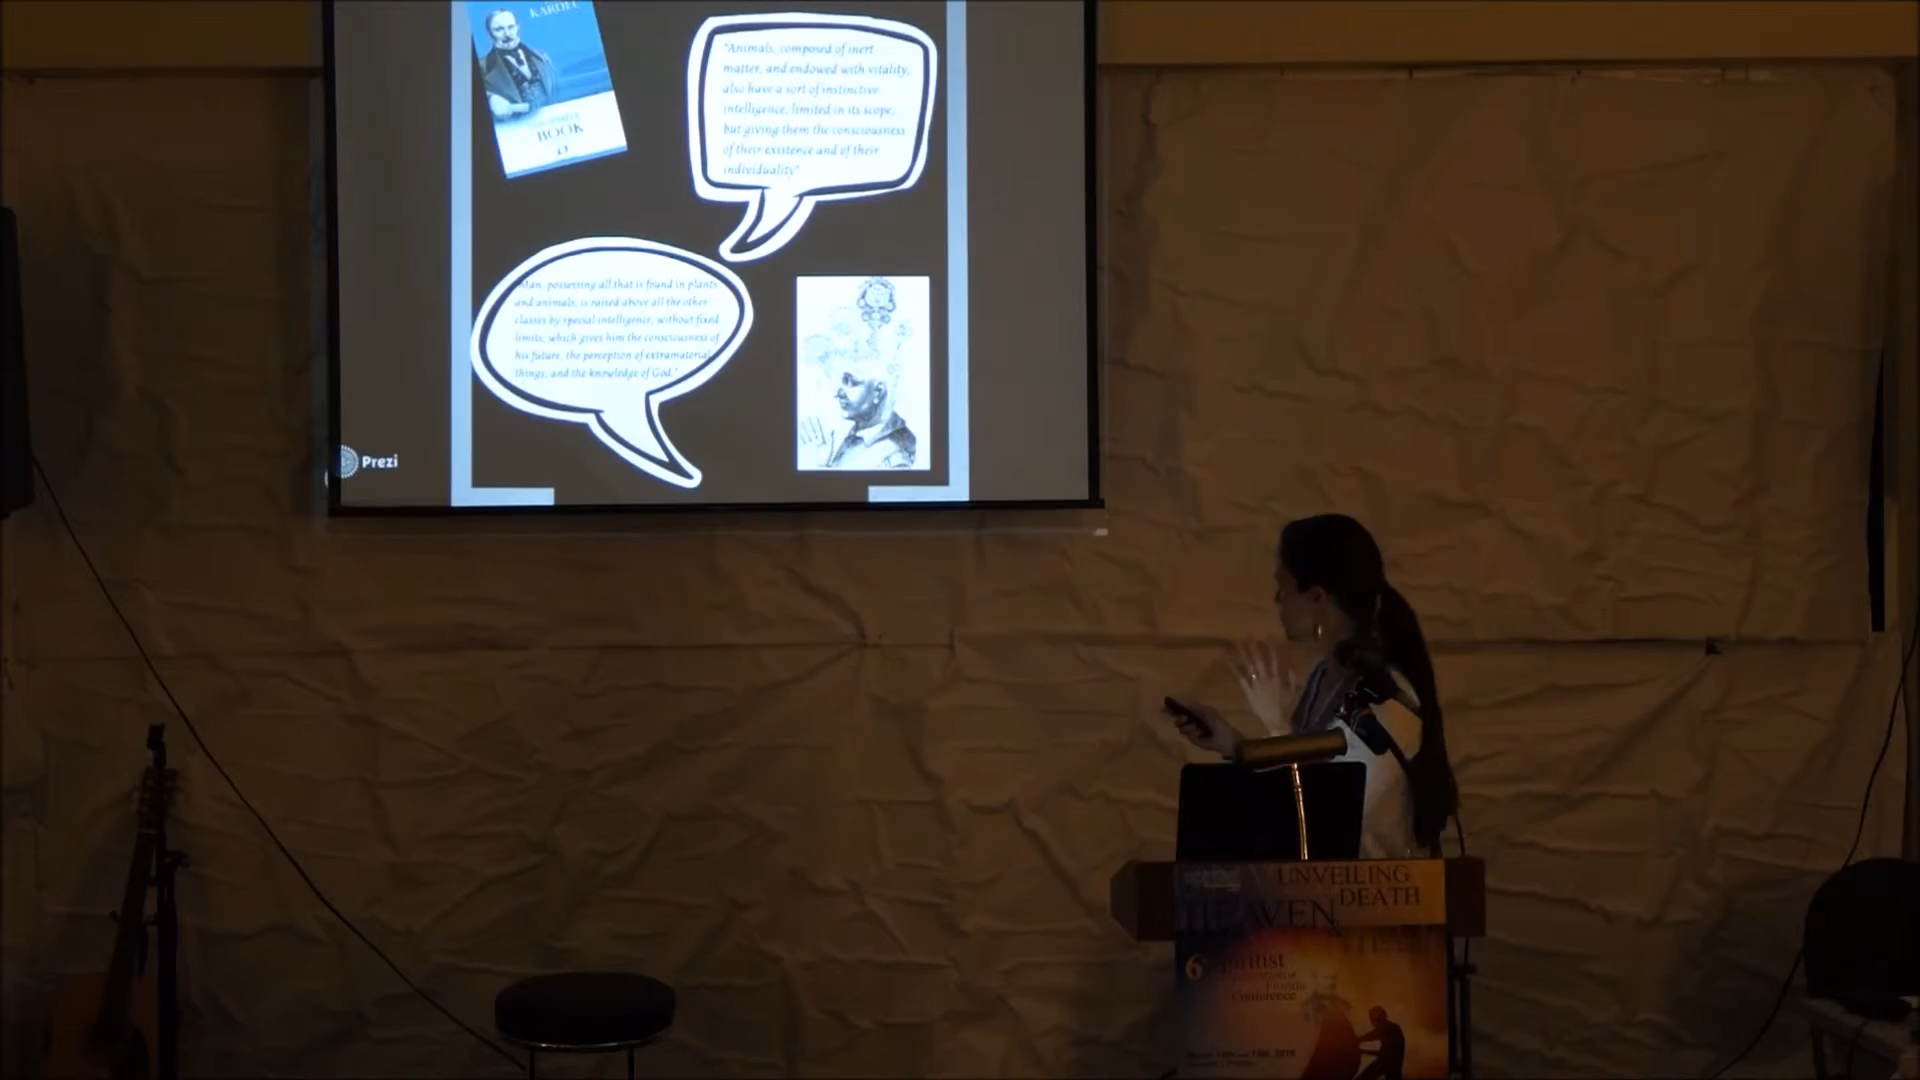 KARDEC
BOOK
"Animals, composed of inert
matter, and endowed with vitality,
also have a sort of instinctive
intelligence, limited in its scope,
but giving them the consciousness
of their existence and of their
individuality"
Man, possessing all that is found in plants
and animals, is raised above all the other
classes by special intelligence, without fixed
limits, which gives him the consciousness of
his future, the perception of extramaterial
things, and the knowledge of God."
Prezi
UNVEILING
DEATH
HEAVEN
&
6 Spiritist
Florida
Conference